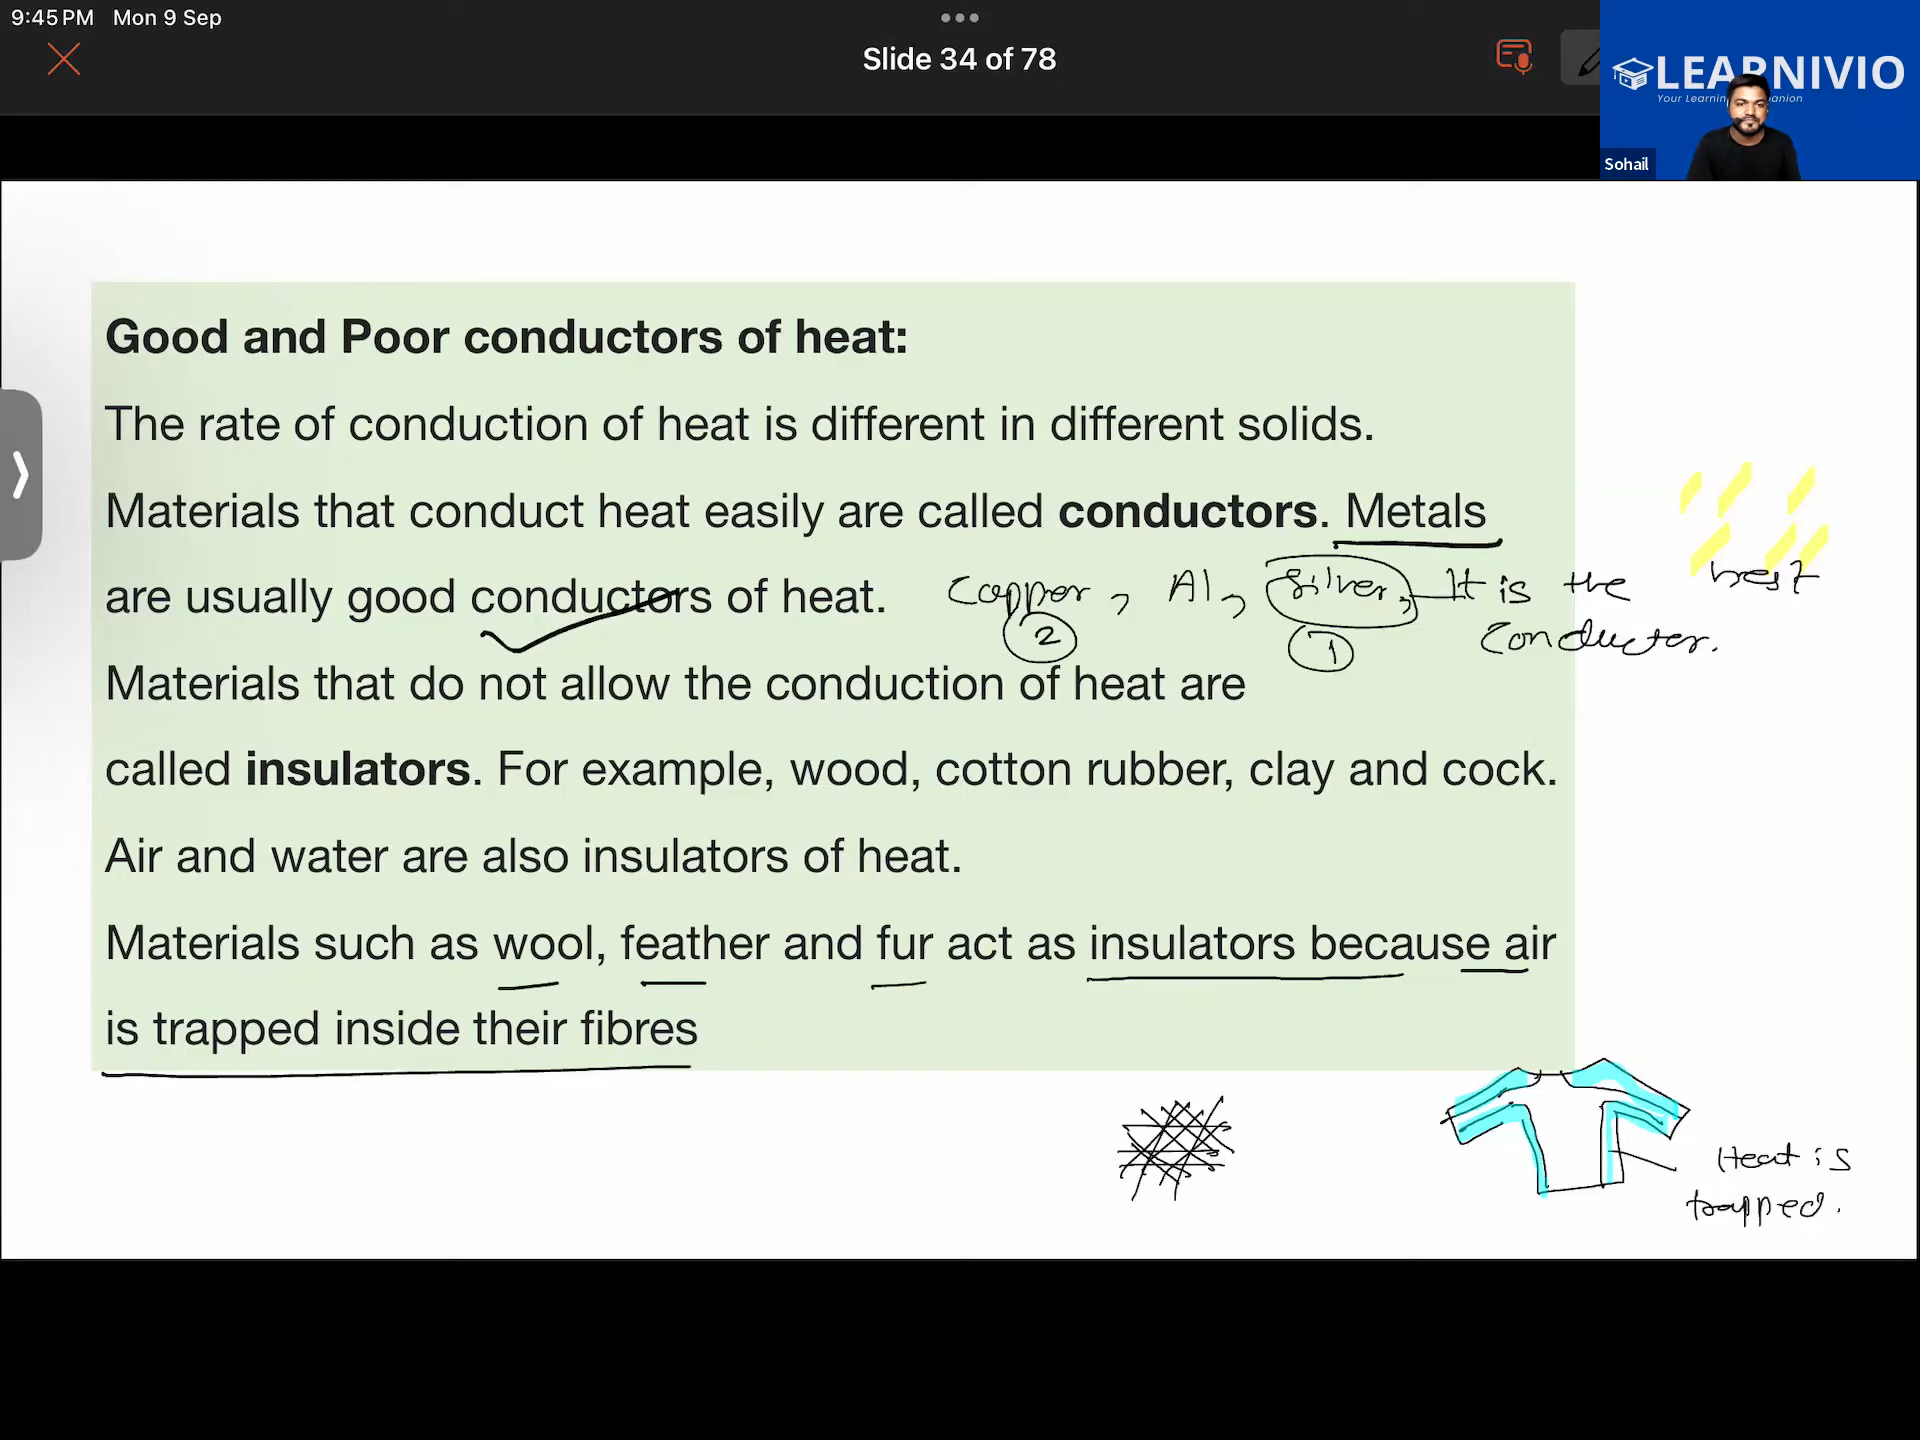 9:45 PM Mon 9 Sep
Slide 34 of 78
LEARNIVIO
Your Learning Companion
Sohail
Good and Poor conductors of heat:
The rate of conduction of heat is different in different solids.
Materials that conduct heat easily are called conductors. Metals
are usually good conductors of heat. Copper, Al, Silver, It is the best
2 1 conductor.
Materials that do not allow the conduction of heat are
called insulators. For example, wood, cotton rubber, clay and cock.
Air and water are also insulators of heat.
Materials such as wool, feather and fur act as insulators because air
is trapped inside their fibres
Heat is
trapped.